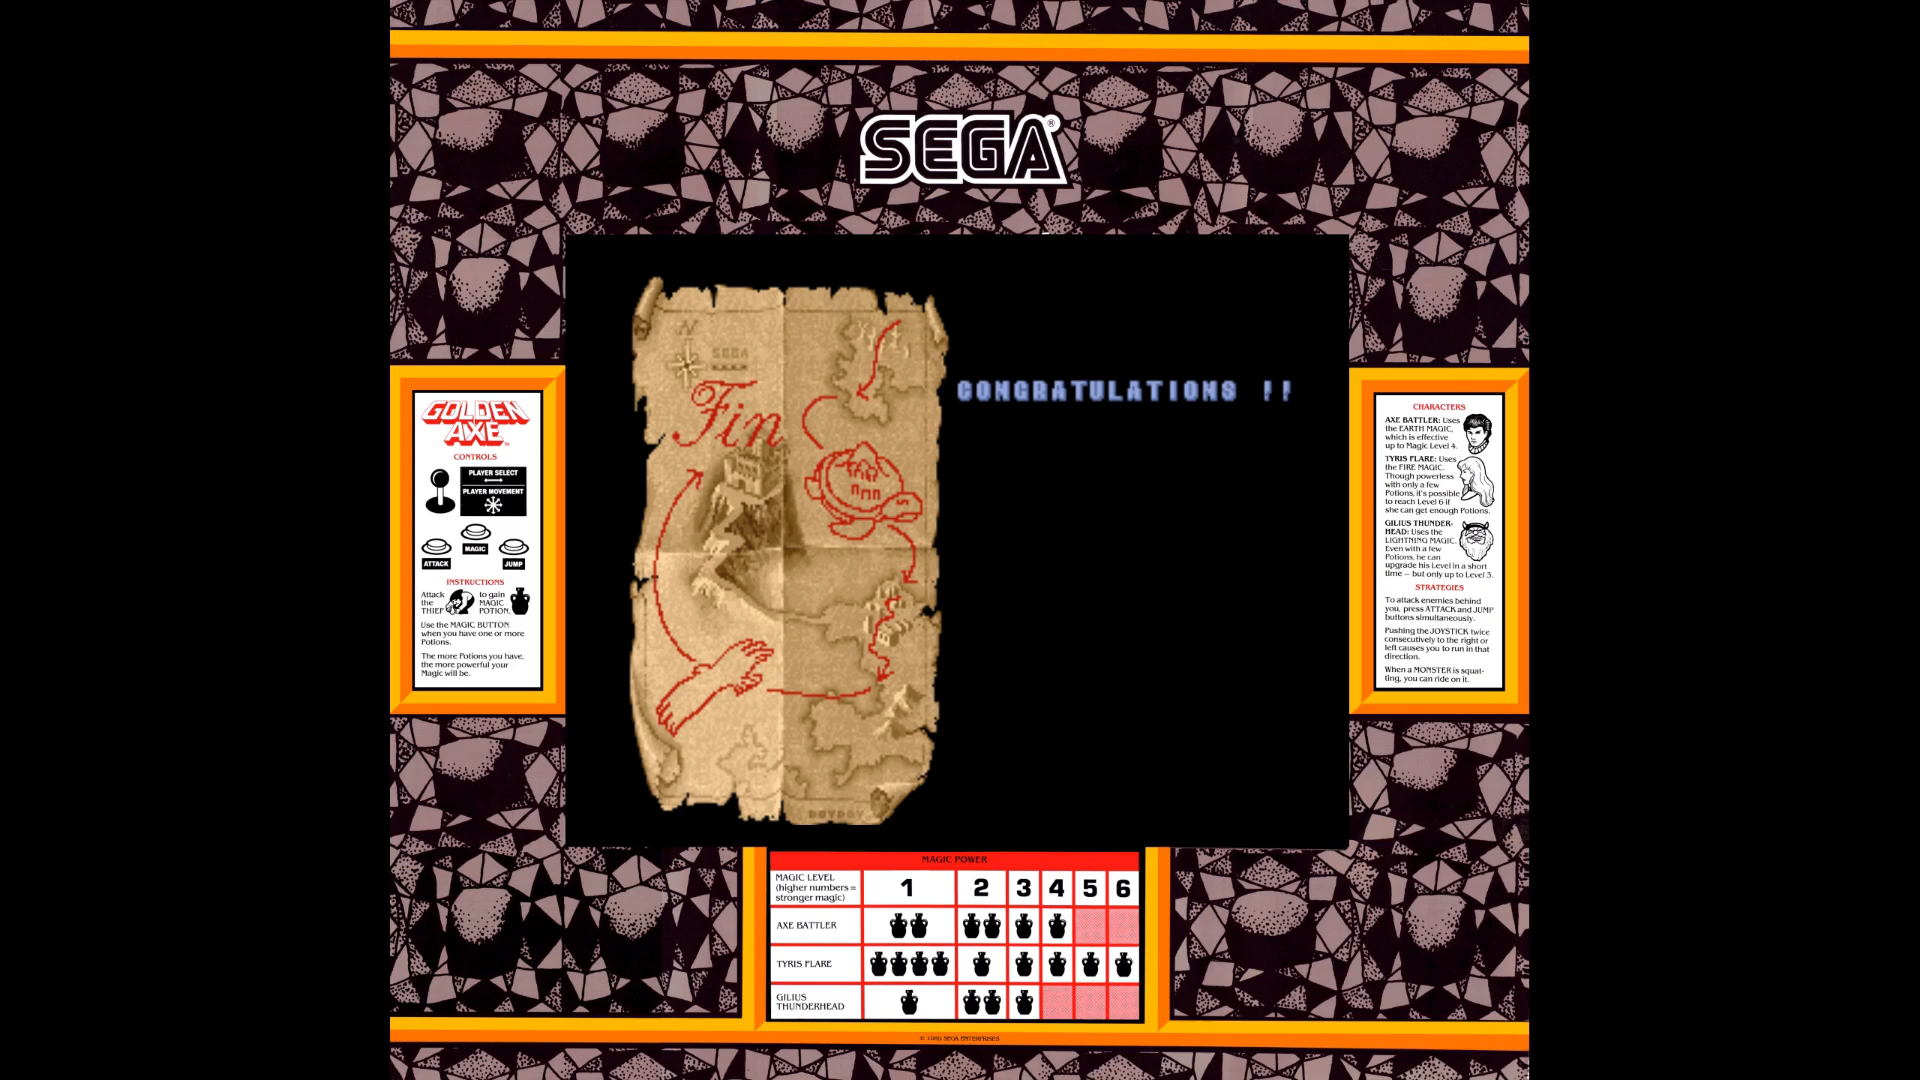 SEGA®
N
SEGA
Fin
CONGRATULATIONS !!
GOLDEN
AXE™
CONTROLS
PLAYER SELECT
PLAYER MOVEMENT
MAGIC
ATTACK
JUMP
INSTRUCTIONS
Attack
the
THIEF
to gain
MAGIC
POTION.
Use the MAGIC BUTTON
when you have one or more
Potions.
The more Potions you have,
the more powerful your
Magic will be.
CHARACTERS
AXE BATTLER: Uses
the EARTH MAGIC,
which is effective
up to Magic Level 4.
TYRIS FLARE: Uses
the FIRE MAGIC.
Though powerless
with only a few
Potions, it's possible
to reach Level 6 if
she can get enough Potions.
GILIUS THUNDER-
HEAD: Uses the
LIGHTNING MAGIC.
Even with a few
Potions, he can
upgrade his Level in a short
time – but only up to Level 3.
STRATEGIES
To attack enemies behind
you, press ATTACK and JUMP
buttons simultaneously.
Pushing the JOYSTICK twice
consecutively to the right or
left causes you to run in that
direction.
When a MONSTER is squat-
ting, you can ride on it.
MAGIC POWER
MAGIC LEVEL
(higher numbers =
stronger magic)
1 2 3 4 5 6
AXE BATTLER
TYRIS FLARE
GILIUS
THUNDERHEAD
SEGA ENTERPRISES